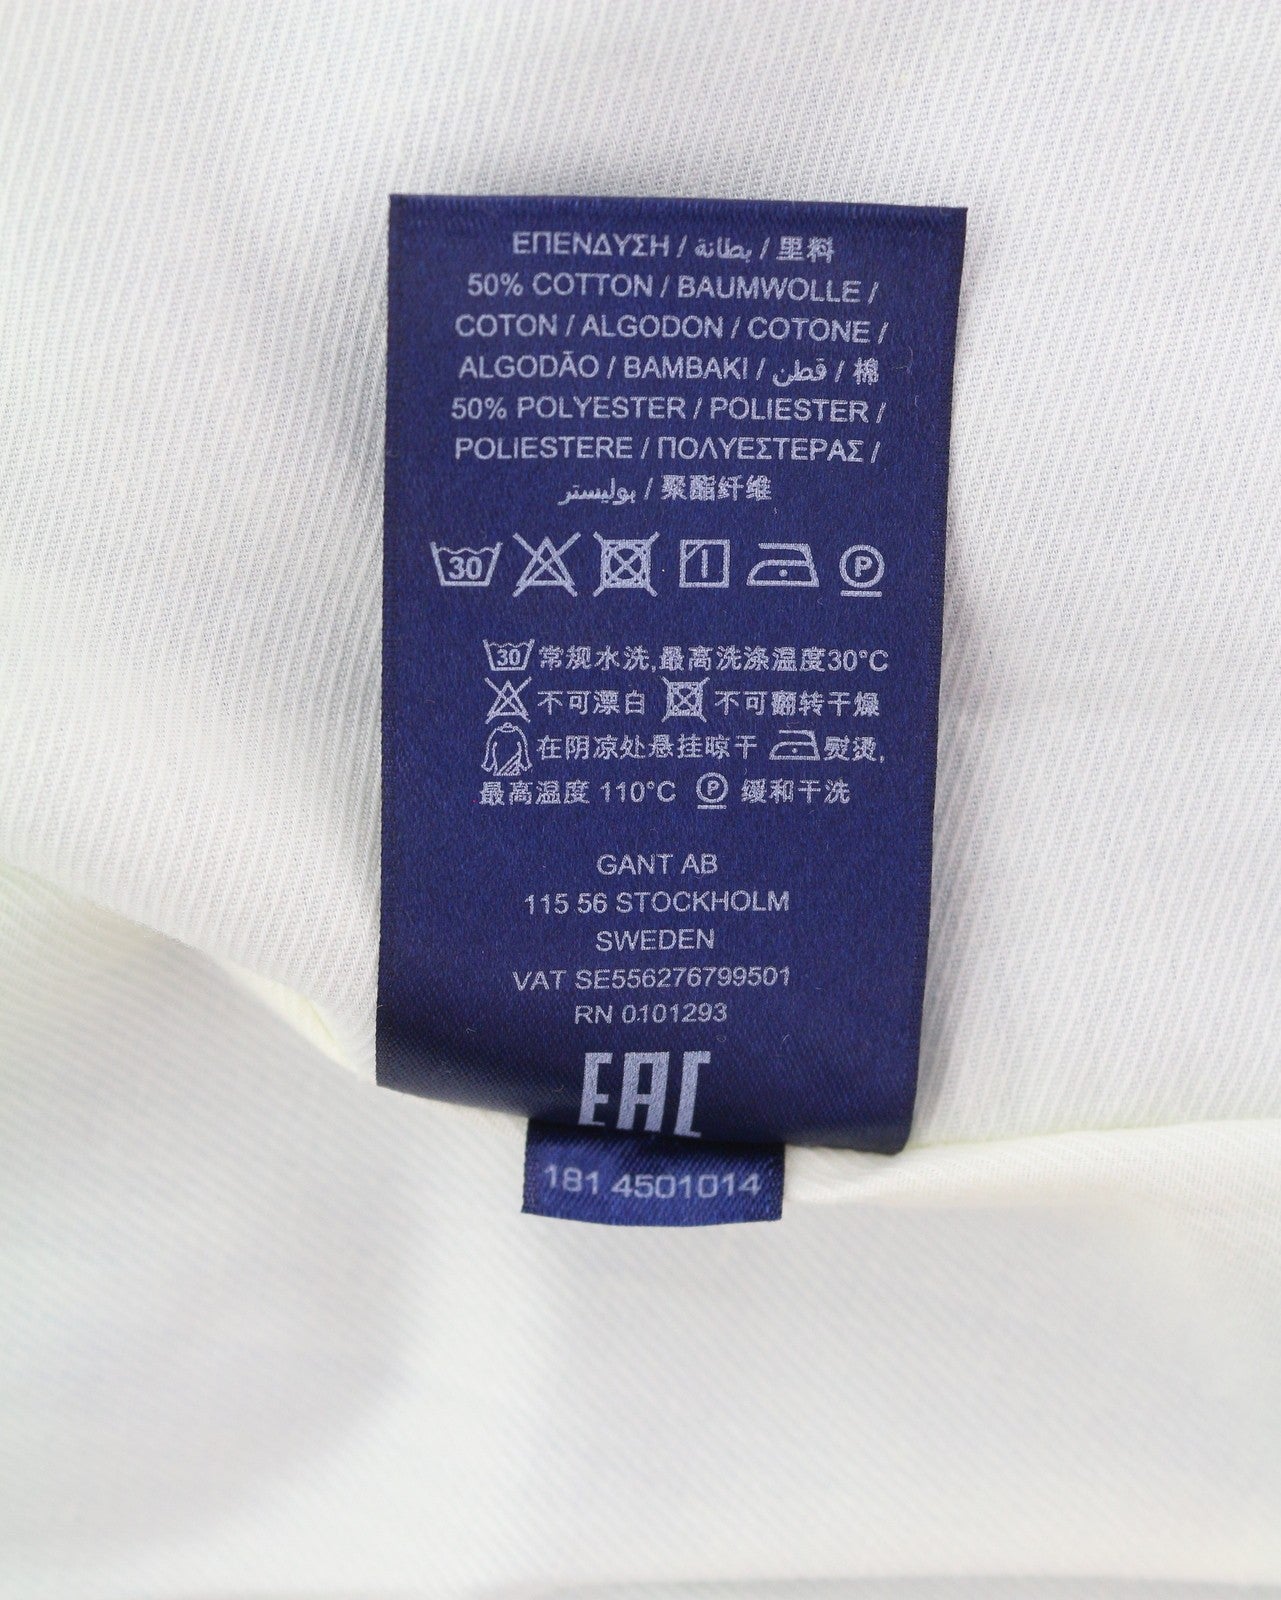 ΕΠΕΝΔΥΣΗ / بطانة / 里料
50% COTTON / BAUMWOLLE /
COTON / ALGODON / COTONE /
ALGODÃO / BAMBAKI / قطن / 棉
50% POLYESTER / POLIESTER /
POLIESTERE / ΠΟΛΥΕΣΤΕΡΑΣ /
بوليستر / 聚酯纤维
30 P
30 常规水洗,最高洗涤温度30°C
不可漂白 不可翻转干燥
在阴凉处悬挂晾干 熨烫,
最高温度 110°C P 缓和干洗
GANT AB
115 56 STOCKHOLM
SWEDEN
VAT SE556276799501
RN 0101293
EAC
181 4501014